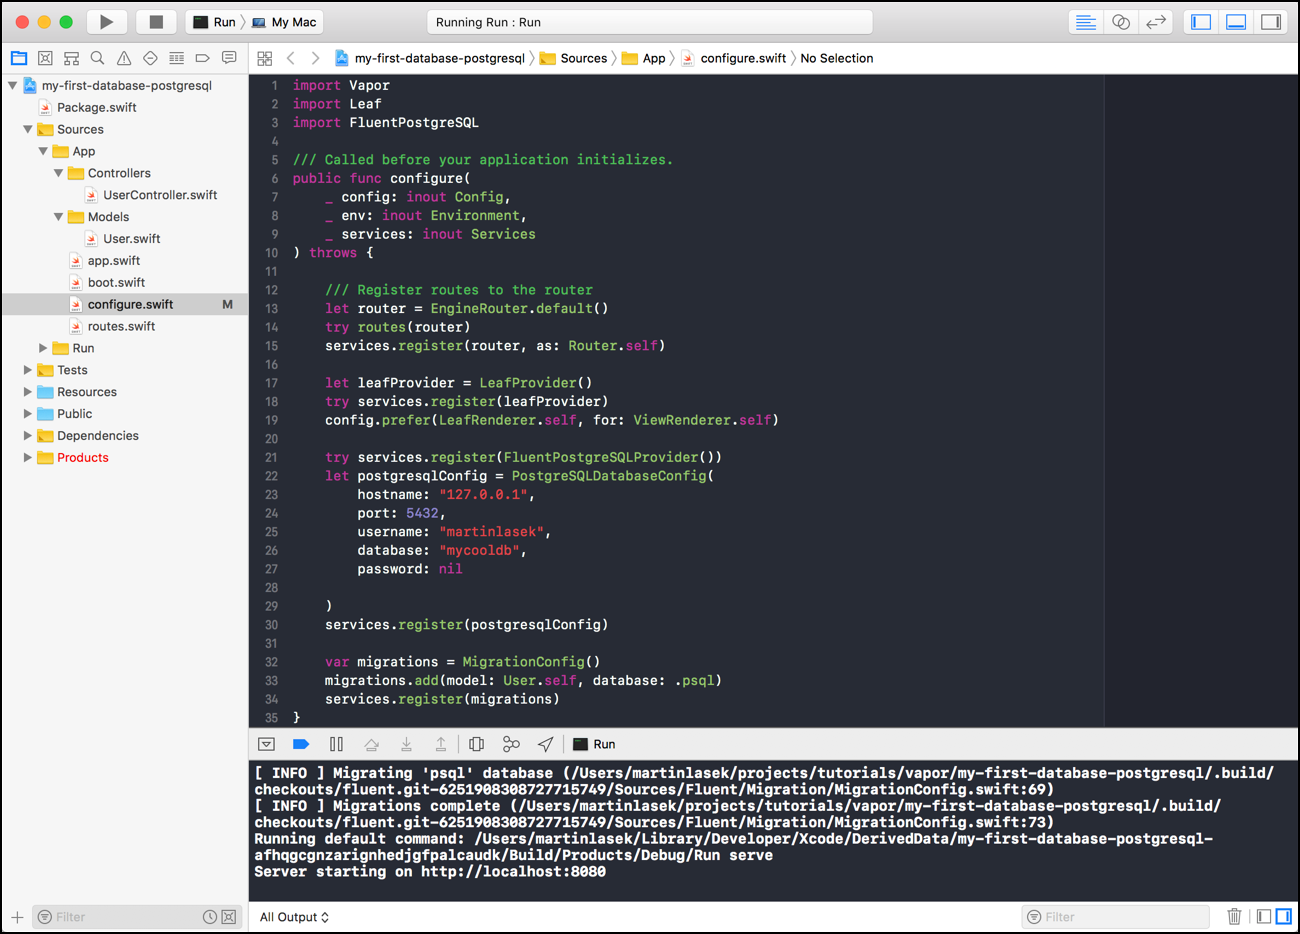 Run
My Mac
Running Run : Run
my-first-database-postgresql
Sources
App
configure.swift
No Selection
my-first-database-postgresql
Package.swift
Sources
App
Controllers
UserController.swift
Models
User.swift
app.swift
boot.swift
configure.swift M
routes.swift
Run
Tests
Resources
Public
Dependencies
Products
Filter
1 import Vapor
2 import Leaf
3 import FluentPostgreSQL
4
5 /// Called before your application initializes.
6 public func configure(
7     _ config: inout Config,
8     _ env: inout Environment,
9     _ services: inout Services
10 ) throws {
11
12     /// Register routes to the router
13     let router = EngineRouter.default()
14     try routes(router)
15     services.register(router, as: Router.self)
16
17     let leafProvider = LeafProvider()
18     try services.register(leafProvider)
19     config.prefer(LeafRenderer.self, for: ViewRenderer.self)
20
21     try services.register(FluentPostgreSQLProvider())
22     let postgresqlConfig = PostgreSQLDatabaseConfig(
23         hostname: "127.0.0.1",
24         port: 5432,
25         username: "martinlasek",
26         database: "mycooldb",
27         password: nil
28
29     )
30     services.register(postgresqlConfig)
31
32     var migrations = MigrationConfig()
33     migrations.add(model: User.self, database: .psql)
34     services.register(migrations)
35 }
Run
[ INFO ] Migrating 'psql' database (/Users/martinlasek/projects/tutorials/vapor/my-first-database-postgresql/.build/
checkouts/fluent.git-6251908308727715749/Sources/Fluent/Migration/MigrationConfig.swift:69)
[ INFO ] Migrations complete (/Users/martinlasek/projects/tutorials/vapor/my-first-database-postgresql/.build/
checkouts/fluent.git-6251908308727715749/Sources/Fluent/Migration/MigrationConfig.swift:73)
Running default command: /Users/martinlasek/Library/Developer/Xcode/DerivedData/my-first-database-postgresql-
afhqgcgnzarignhedjgfpalcaudk/Build/Products/Debug/Run serve
Server starting on http://localhost:8080
All Output
Filter